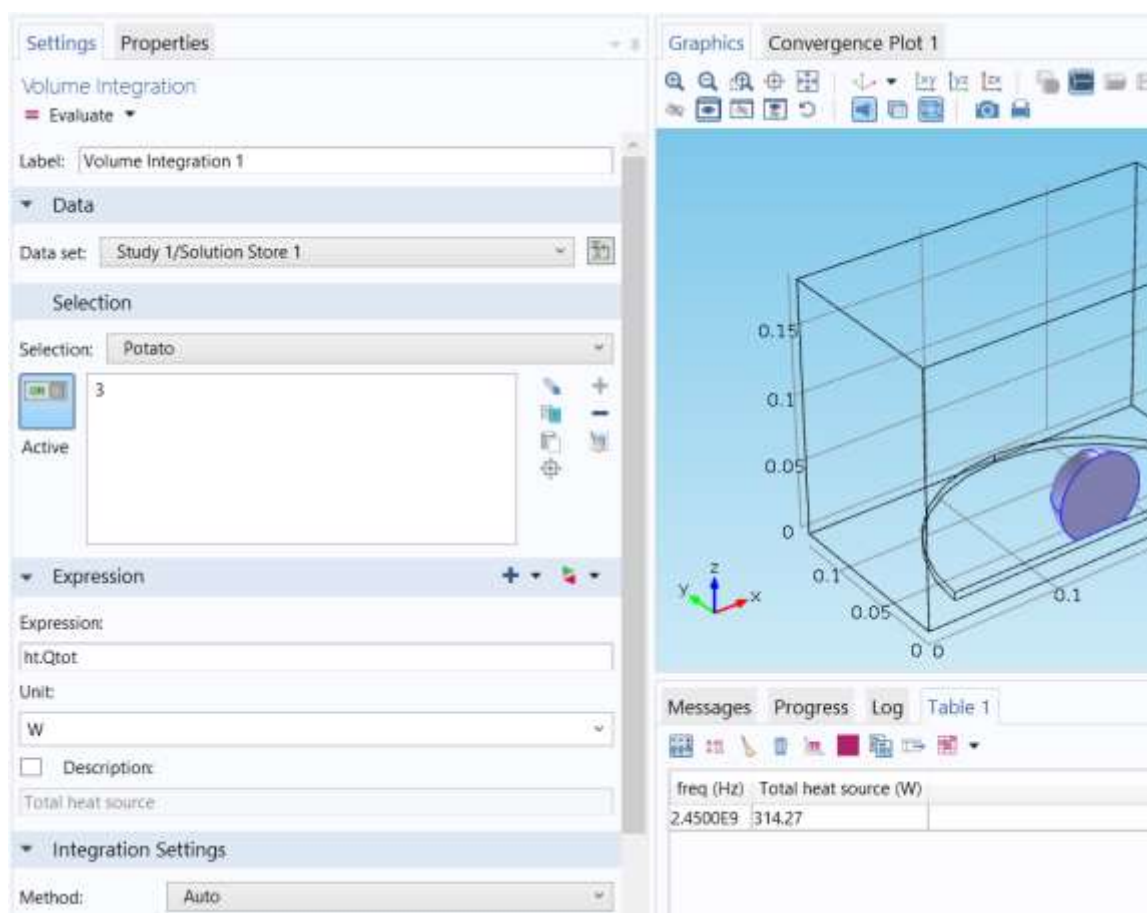 Settings Properties
Volume Integration
Evaluate
Label: Volume Integration 1
Data
Data set: Study 1/Solution Store 1
Selection
Selection: Potato
3
Active
Expression
Expression:
ht.Qtot
Unit:
W
Description:
Total heat source
Integration Settings
Method: Auto
Graphics Convergence Plot 1
xy yz zx
0.15
0.1
0.05
0
0.1
0.05
0 0
0.1
z
y
x
Messages Progress Log Table 1
freq (Hz) Total heat source (W)
2.4500E9 314.27